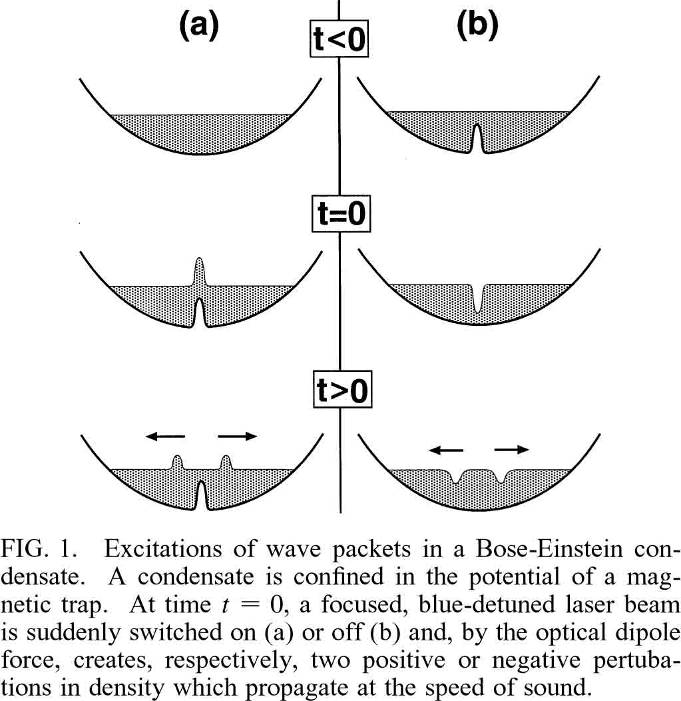 (a)
t<0
(b)
t=0
t>0
FIG. 1. Excitations of wave packets in a Bose-Einstein con-
densate. A condensate is confined in the potential of a mag-
netic trap. At time t = 0, a focused, blue-detuned laser beam
is suddenly switched on (a) or off (b) and, by the optical dipole
force, creates, respectively, two positive or negative pertuba-
tions in density which propagate at the speed of sound.